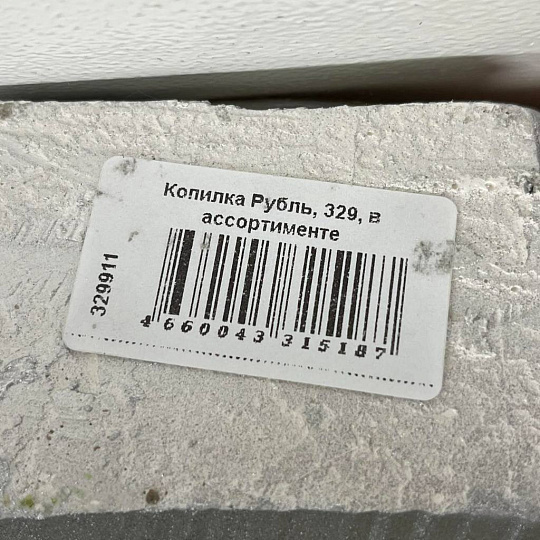 Копилка Рубль, 329, в
ассортименте
329911
4 660043 315187